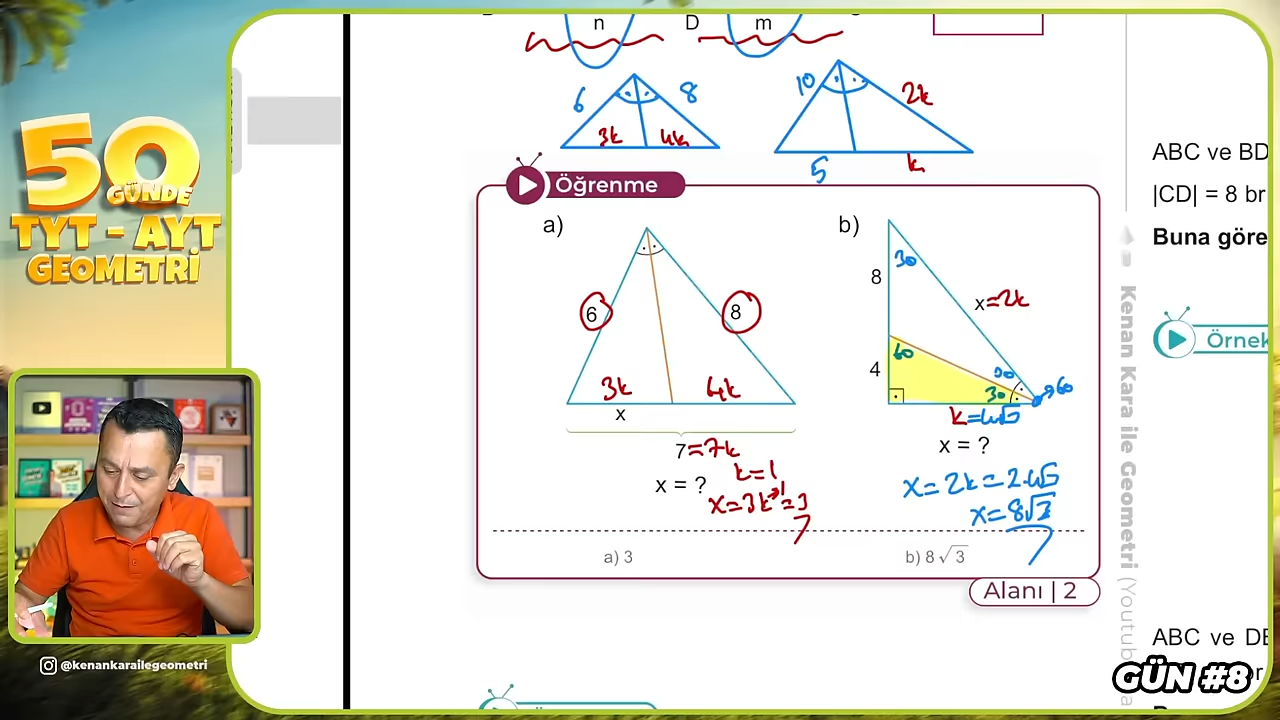 50
GÜNDE
TYT - AYT
GEOMETRİ
n
D
m
6
8
3k
4k
10
2k
5
k
Öğrenme
a)
6
8
3k
4k
x
7=7k
k=1
x = ?
x=3k=3
a) 3
b)
30
8
x=2k
60
4
30
30
60
k=4√3
x = ?
x=2k=2.4√3
x=8√3
b) 8√3
Alanı | 2
Kenan Kara ile Geometri (Youtub
ABC ve BD
|CD| = 8 br
Buna göre
Örnek
ABC ve DE
GÜN #8
@kenankarailegeometri